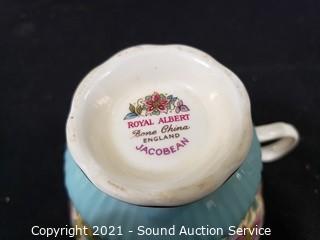 ROYAL ALBERT
Bone China
ENGLAND
JACOBEAN
Copyright 2021 - Sound Auction Service